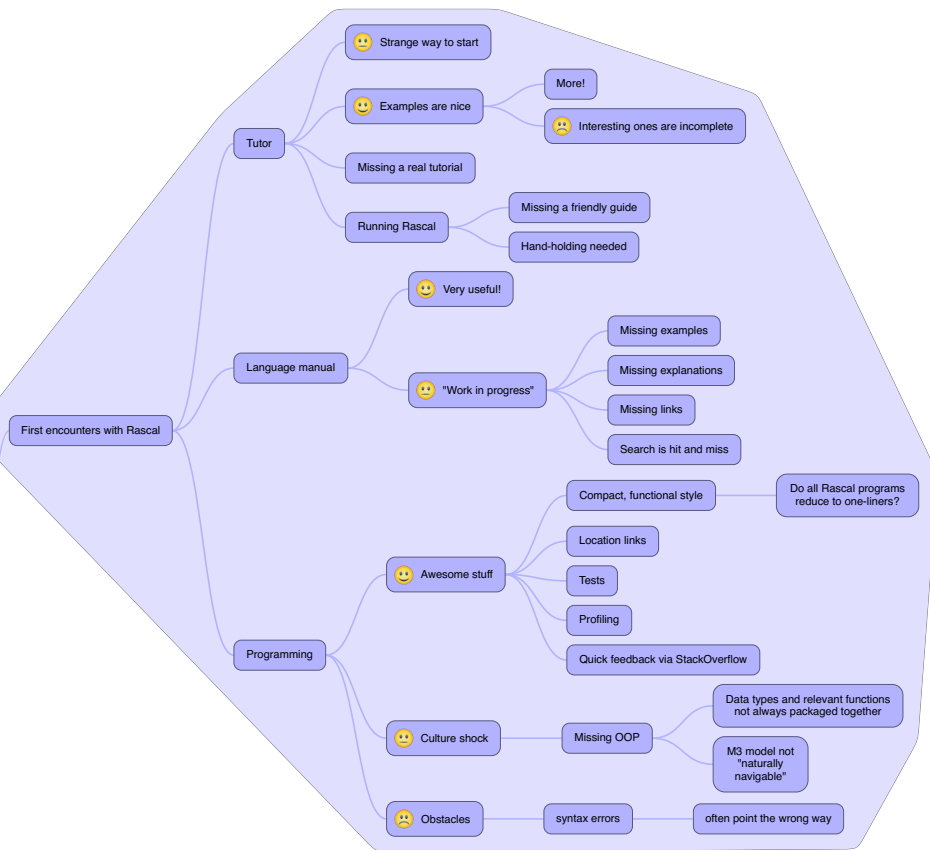 Strange way to start
More!
Examples are nice
Interesting ones are incomplete
Tutor
Missing a real tutorial
Missing a friendly guide
Running Rascal
Hand-holding needed
Very useful!
Missing examples
Language manual
Missing explanations
"Work in progress"
Missing links
First encounters with Rascal
Search is hit and miss
Compact, functional style
Do all Rascal programs
reduce to one-liners?
Location links
Awesome stuff
Tests
Profiling
Programming
Quick feedback via StackOverflow
Data types and relevant functions
not always packaged together
Culture shock
Missing OOP
M3 model not
"naturally
navigable"
Obstacles
syntax errors
often point the wrong way